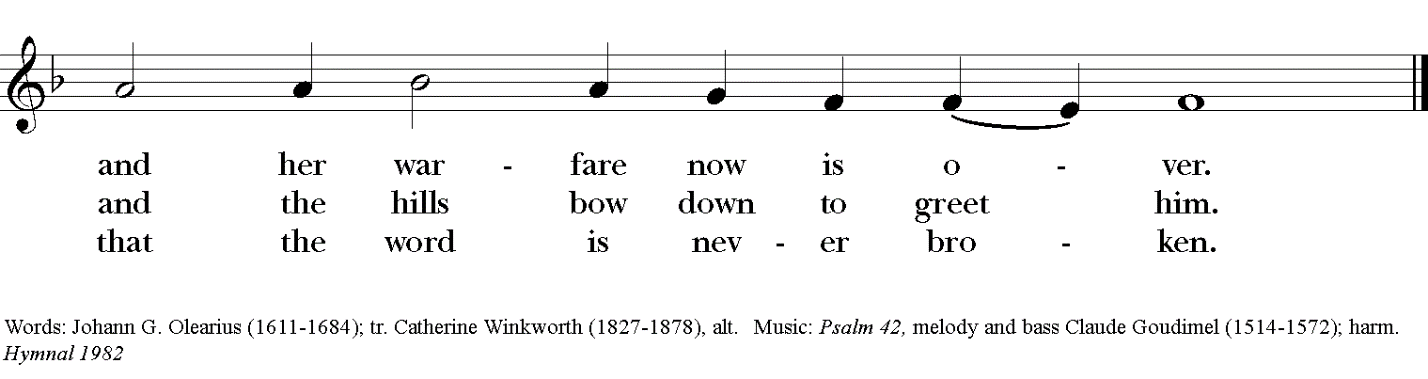 and her war - fare now is o - ver.
and the hills bow down to greet him.
that the word is nev - er bro - ken.
Words: Johann G. Olearius (1611-1684); tr. Catherine Winkworth (1827-1878), alt. Music: Psalm 42, melody and bass Claude Goudimel (1514-1572); harm.
Hymnal 1982